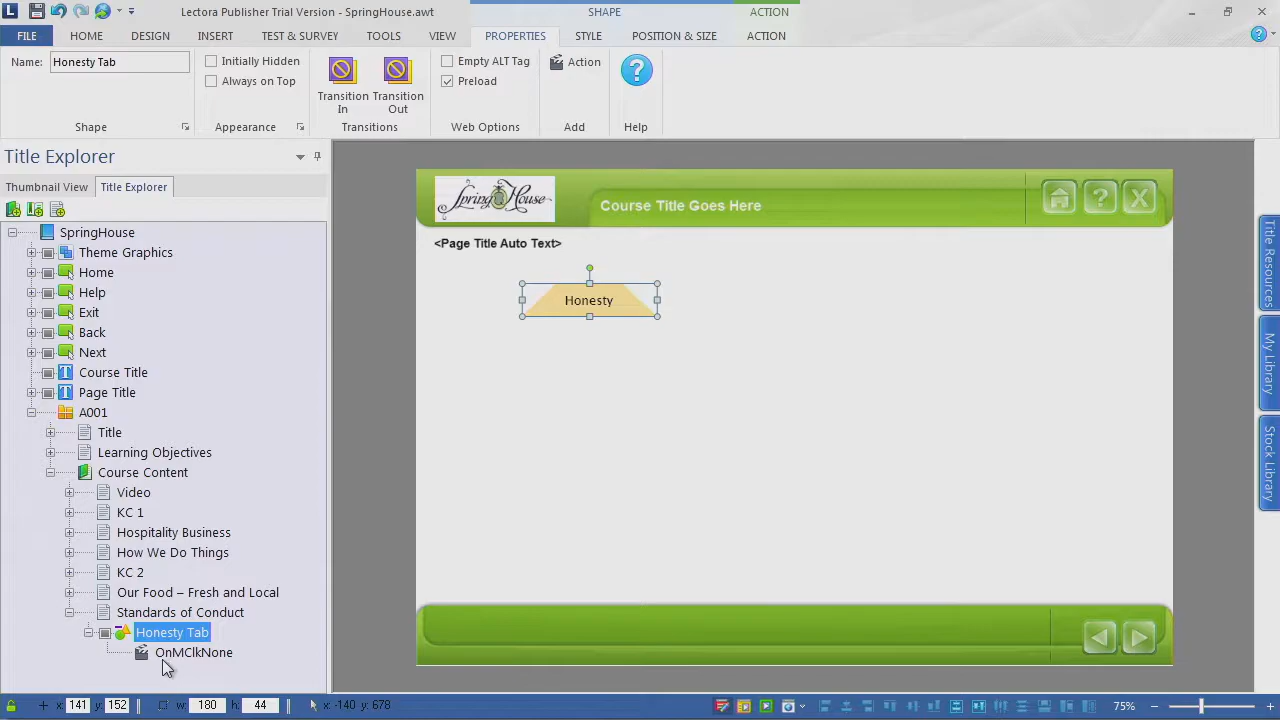 Lectora Publisher Trial Version - SpringHouse.awt
SHAPE
ACTION
FILE
HOME
DESIGN
INSERT
TEST & SURVEY
TOOLS
VIEW
PROPERTIES
STYLE
POSITION & SIZE
ACTION
Name: Honesty Tab
Initially Hidden
Always on Top
Transition In
Transition Out
Empty ALT Tag
Preload
Action
Shape
Appearance
Transitions
Web Options
Add
Help
Title Explorer
Thumbnail View
Title Explorer
SpringHouse
Theme Graphics
Home
Help
Exit
Back
Next
Course Title
Page Title
A001
Title
Learning Objectives
Course Content
Video
KC 1
Hospitality Business
How We Do Things
KC 2
Our Food – Fresh and Local
Standards of Conduct
Honesty Tab
OnMClkNone
Spring House
Course Title Goes Here
? X
<Page Title Auto Text>
Honesty
Title Resources
My Library
Stock Library
x: 141 y: 152 w: 180 h: 44 x: -140 y: 678 75%